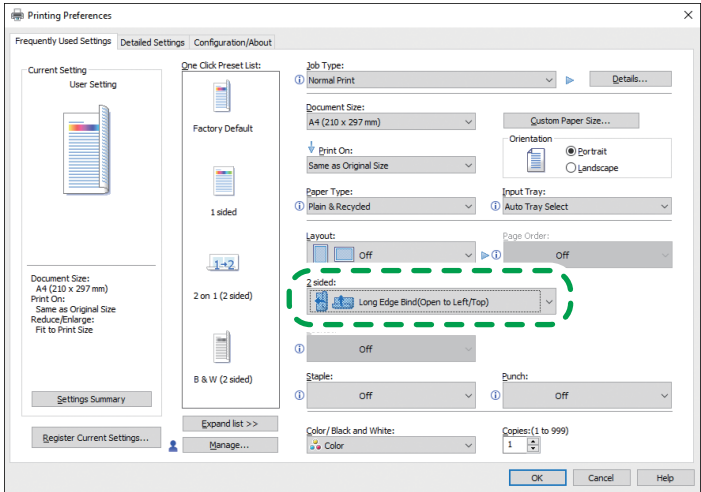 Printing Preferences
Frequently Used Settings
Detailed Settings
Configuration/About
Current Setting
User Setting
Document Size:
A4 (210 x 297 mm)
Print On:
Same as Original Size
Reduce/Enlarge:
Fit to Print Size
Settings Summary
Register Current Settings...
One Click Preset List:
Factory Default
1 sided
1→2
2 on 1 (2 sided)
B & W (2 sided)
Expand list >>
Manage...
Job Type:
Normal Print
Details...
Document Size:
A4 (210 x 297 mm)
Custom Paper Size...
Print On:
Same as Original Size
Orientation
Portrait
Landscape
Paper Type:
Plain & Recycled
Input Tray:
Auto Tray Select
Layout:
Off
Page Order:
Off
2 sided:
Long Edge Bind(Open to Left/Top)
Off
Staple:
Off
Punch:
Off
Color/ Black and White:
Color
Copies:(1 to 999)
1
OK
Cancel
Help